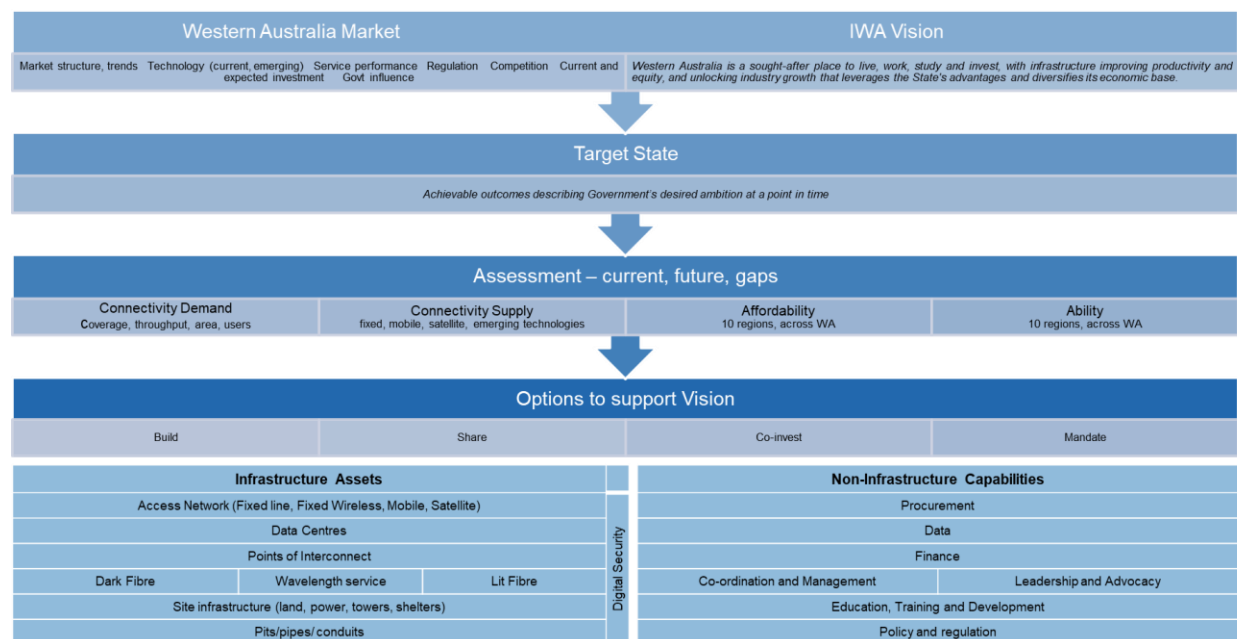 Western Australia Market
IWA Vision
Market structure, trends Technology (current, emerging) Service performance Regulation Competition Current and
expected investment Govt influence
Western Australia is a sought-after place to live, work, study and invest, with infrastructure improving productivity and
equity, and unlocking industry growth that leverages the State's advantages and diversifies its economic base.
Target State
Achievable outcomes describing Government's desired ambition at a point in time
Assessment – current, future, gaps
Connectivity Demand
Coverage, throughput, area, users
Connectivity Supply
fixed, mobile, satellite, emerging technologies
Affordability
10 regions, across WA
Ability
10 regions, across WA
Options to support Vision
Build
Share
Co-invest
Mandate
Infrastructure Assets
Access Network (Fixed line, Fixed Wireless, Mobile, Satellite)
Data Centres
Points of Interconnect
Dark Fibre
Wavelength service
Lit Fibre
Site infrastructure (land, power, towers, shelters)
Pits/pipes/conduits
Digital Security
Non-Infrastructure Capabilities
Procurement
Data
Finance
Co-ordination and Management
Leadership and Advocacy
Education, Training and Development
Policy and regulation